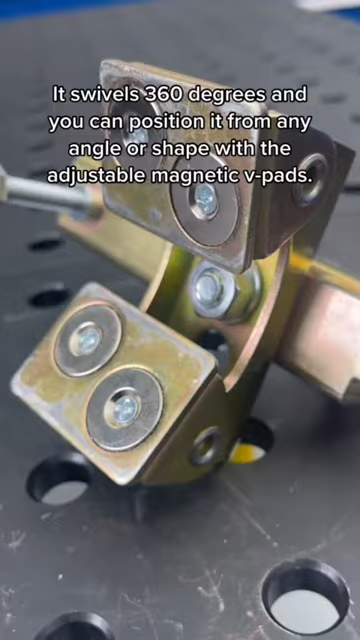 It swivels 360 degrees and
you can position it from any
angle or shape with the
adjustable magnetic v-pads.